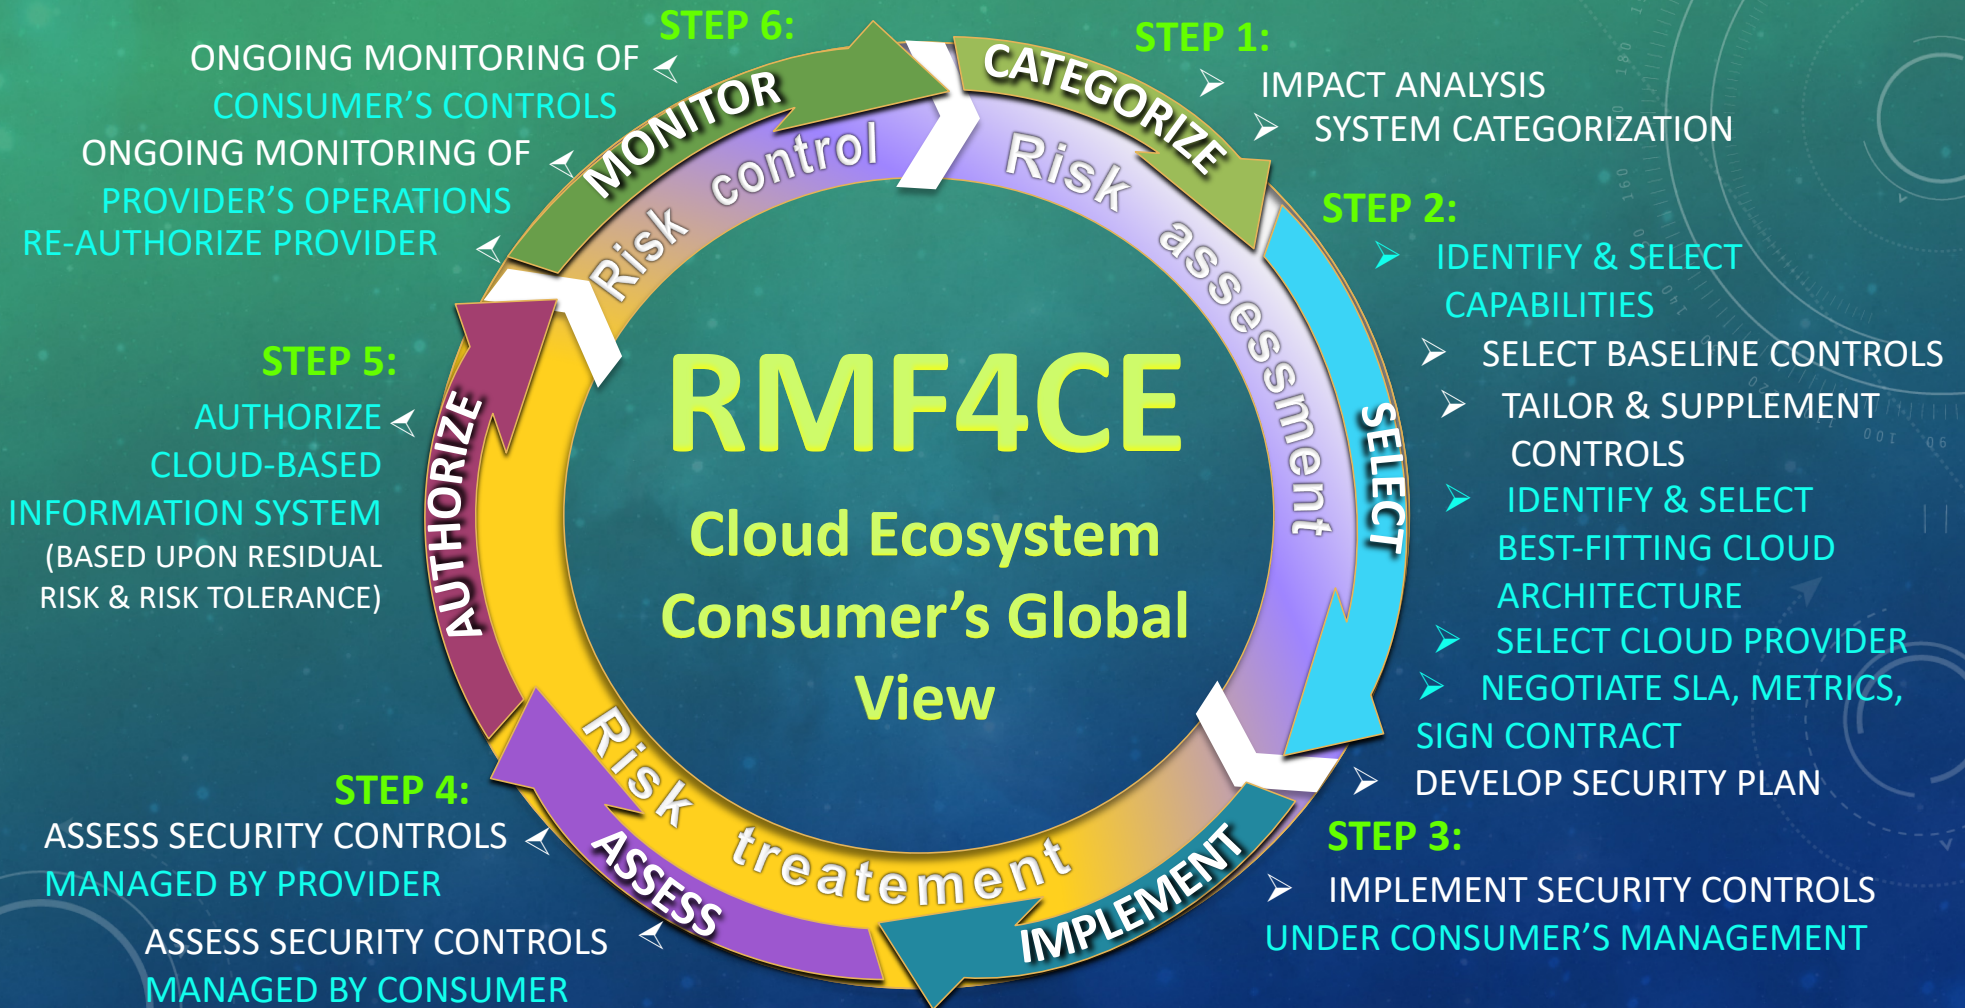 STEP 1:
IMPACT ANALYSIS
SYSTEM CATEGORIZATION
STEP 2:
IDENTIFY & SELECT
CAPABILITIES
SELECT BASELINE CONTROLS
TAILOR & SUPPLEMENT
CONTROLS
IDENTIFY & SELECT
BEST-FITTING CLOUD
ARCHITECTURE
SELECT CLOUD PROVIDER
NEGOTIATE SLA, METRICS,
SIGN CONTRACT
DEVELOP SECURITY PLAN
STEP 3:
IMPLEMENT SECURITY CONTROLS
UNDER CONSUMER'S MANAGEMENT
STEP 4:
ASSESS SECURITY CONTROLS
MANAGED BY PROVIDER
ASSESS SECURITY CONTROLS
MANAGED BY CONSUMER
STEP 5:
AUTHORIZE
CLOUD-BASED
INFORMATION SYSTEM
(BASED UPON RESIDUAL
RISK & RISK TOLERANCE)
STEP 6:
ONGOING MONITORING OF
CONSUMER'S CONTROLS
ONGOING MONITORING OF
PROVIDER'S OPERATIONS
RE-AUTHORIZE PROVIDER
CATEGORIZE
SELECT
IMPLEMENT
ASSESS
AUTHORIZE
MONITOR
Risk assessment
Risk treatement
Risk control
RMF4CE
Cloud Ecosystem
Consumer's Global
View